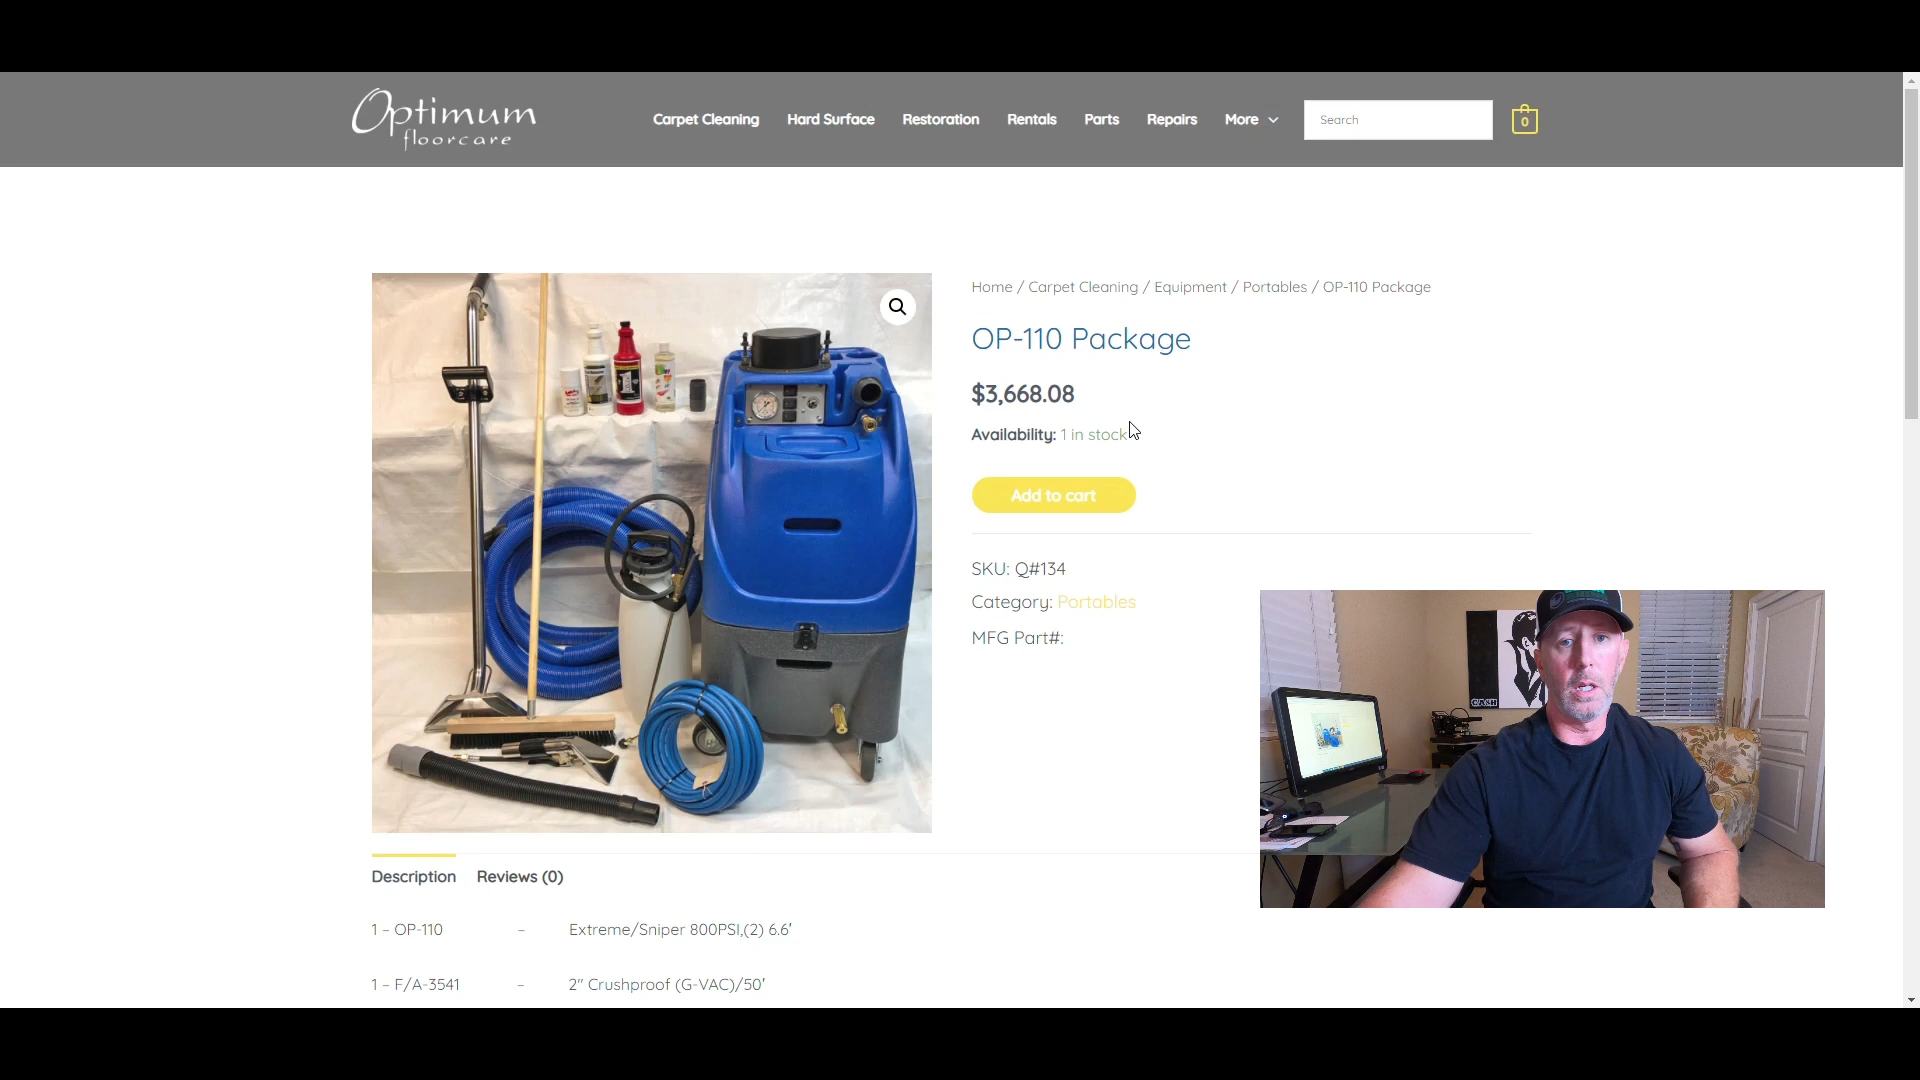 Optimum
floorcare
Carpet Cleaning Hard Surface Restoration Rentals Parts Repairs More Search 0
Home / Carpet Cleaning / Equipment / Portables / OP-110 Package
OP-110 Package
$3,668.08
Availability: 1 in stock
Add to cart
SKU: Q#134
Category: Portables
MFG Part#:
CASH
Description Reviews (0)
1 – OP-110 – Extreme/Sniper 800PSI,(2) 6.6'
1 – F/A-3541 – 2" Crushproof (G-VAC)/50'